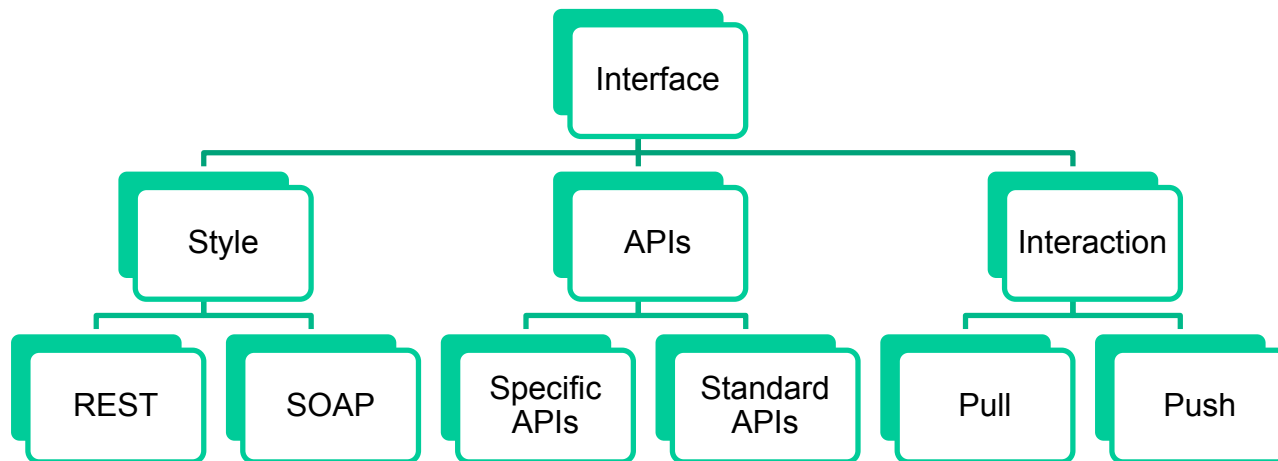 Interface
Style
APIs
Interaction
REST
SOAP
Specific
APIs
Standard
APIs
Pull
Push